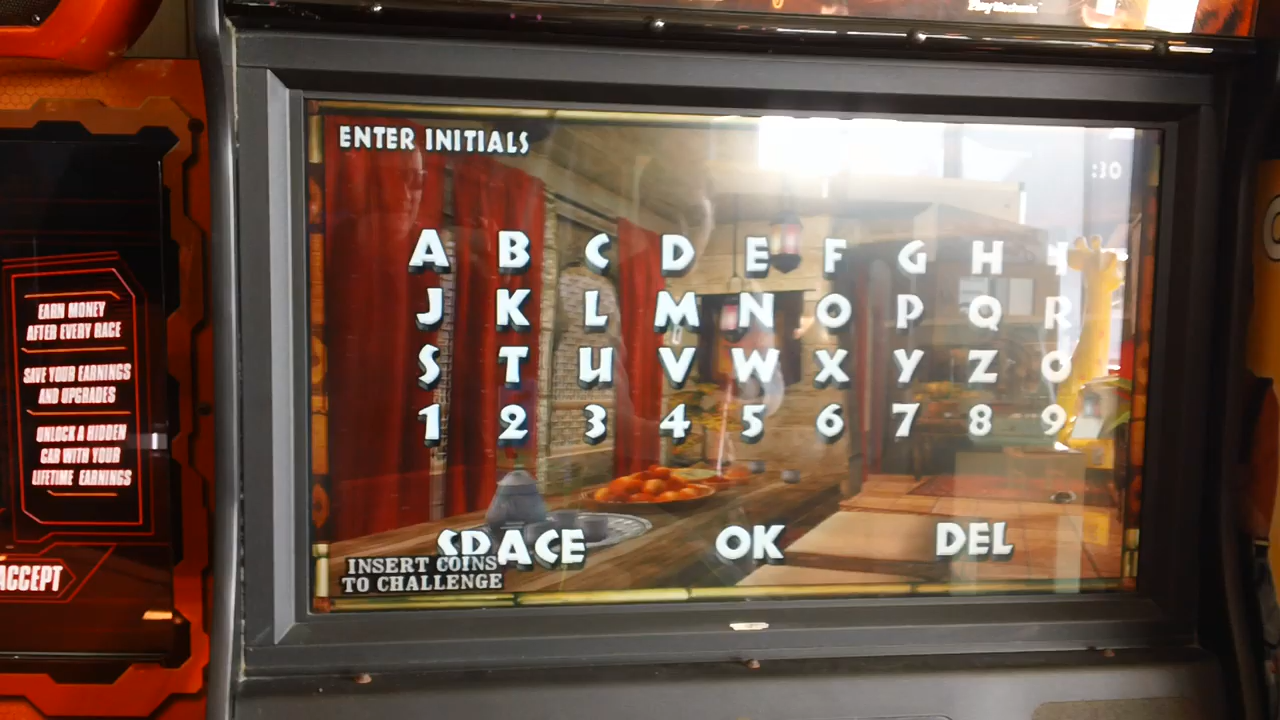 Play Mechanix
ENTER INITIALS
:30
A B C D E F G H I
J K L M N O P Q R
S T U V W X Y Z 0
1 2 3 4 5 6 7 8 9
SPACE OK DEL
INSERT COINS
TO CHALLENGE
EARN MONEY
AFTER EVERY RACE
SAVE YOUR EARNINGS
AND UPGRADES
UNLOCK A HIDDEN
CAR WITH YOUR
LIFETIME EARNINGS
ACCEPT